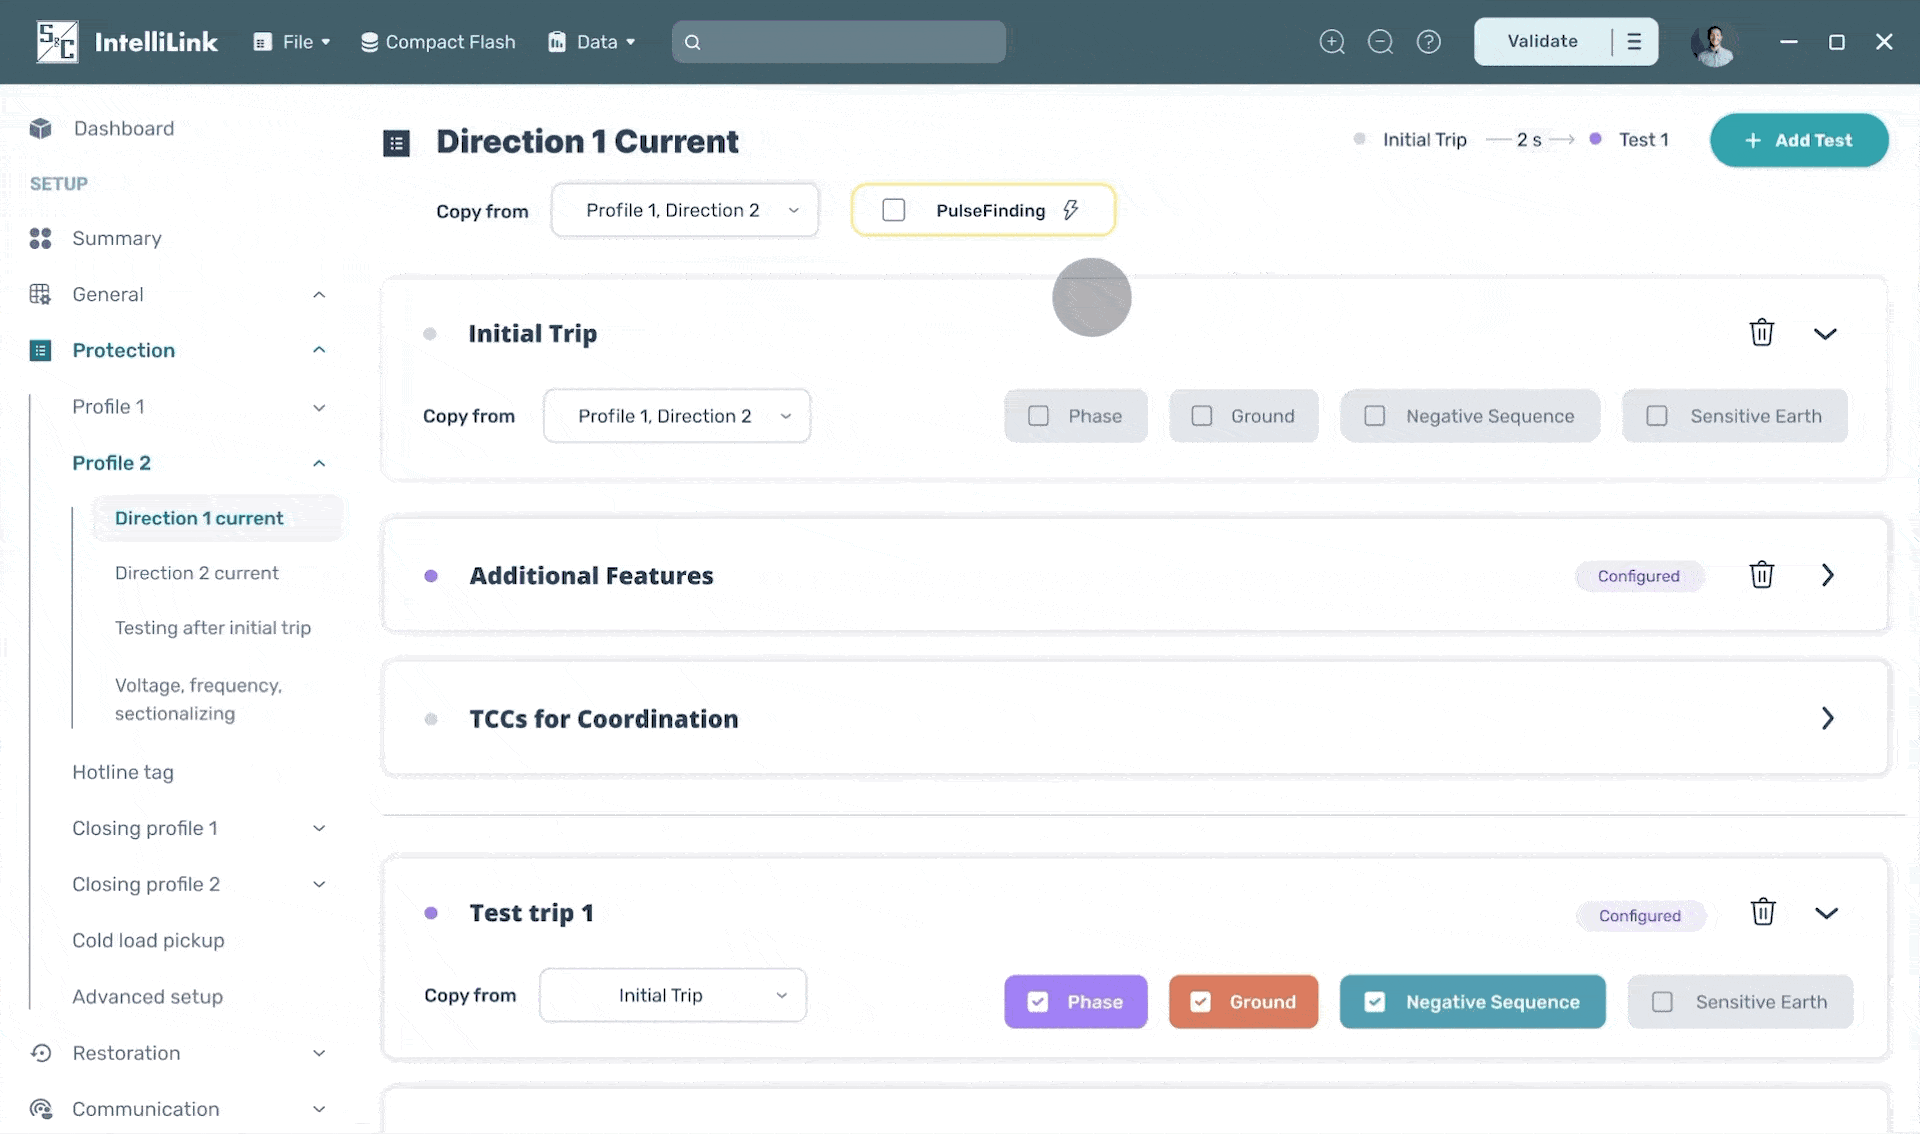 S&C IntelliLink File Compact Flash Data Validate
Dashboard
SETUP
Summary
General
Protection
Profile 1
Profile 2
Direction 1 current
Direction 2 current
Testing after initial trip
Voltage, frequency,
sectionalizing
Hotline tag
Closing profile 1
Closing profile 2
Cold load pickup
Advanced setup
Restoration
Communication
Direction 1 Current
Initial Trip 2 s Test 1
+ Add Test
Copy from Profile 1, Direction 2 PulseFinding
Initial Trip
Copy from Profile 1, Direction 2 Phase Ground Negative Sequence Sensitive Earth
Additional Features Configured
TCCs for Coordination
Test trip 1 Configured
Copy from Initial Trip Phase Ground Negative Sequence Sensitive Earth